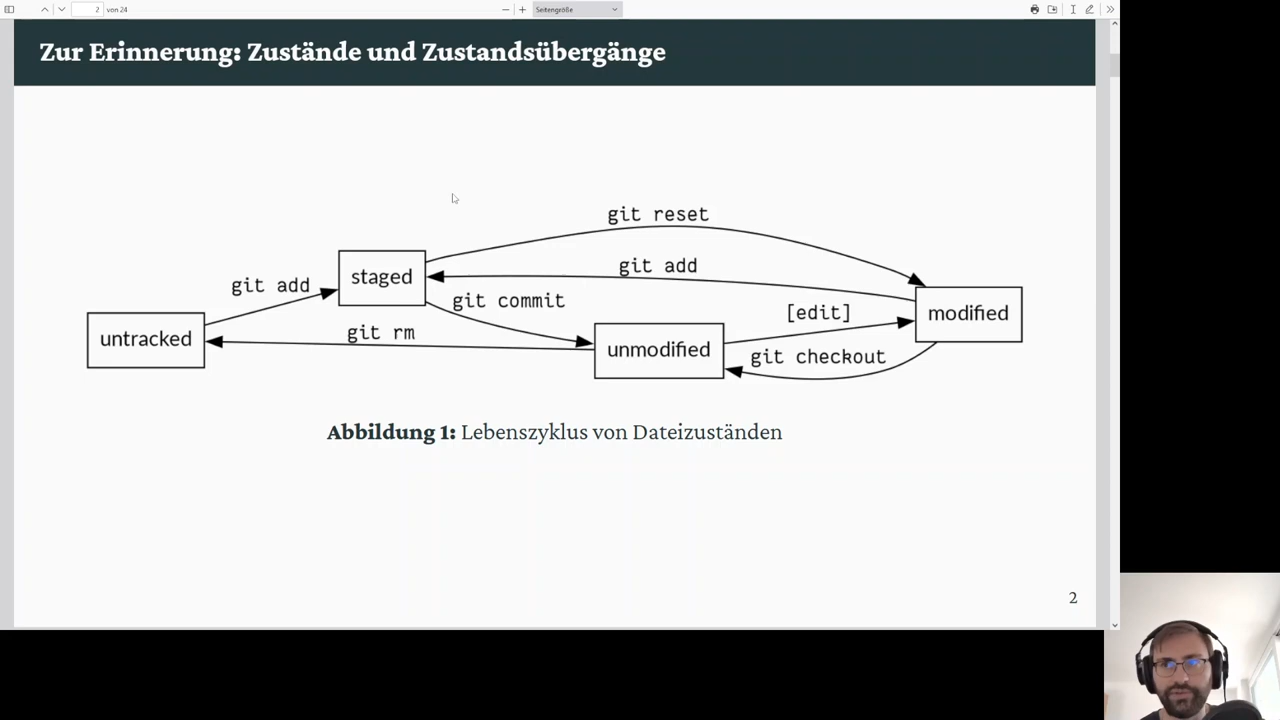 2 von 24
Seitengröße
Zur Erinnerung: Zustände und Zustandsübergänge
git reset
git add
staged
git add
git commit
[edit]
modified
untracked
git rm
unmodified
git checkout
Abbildung 1: Lebenszyklus von Dateizuständen
2